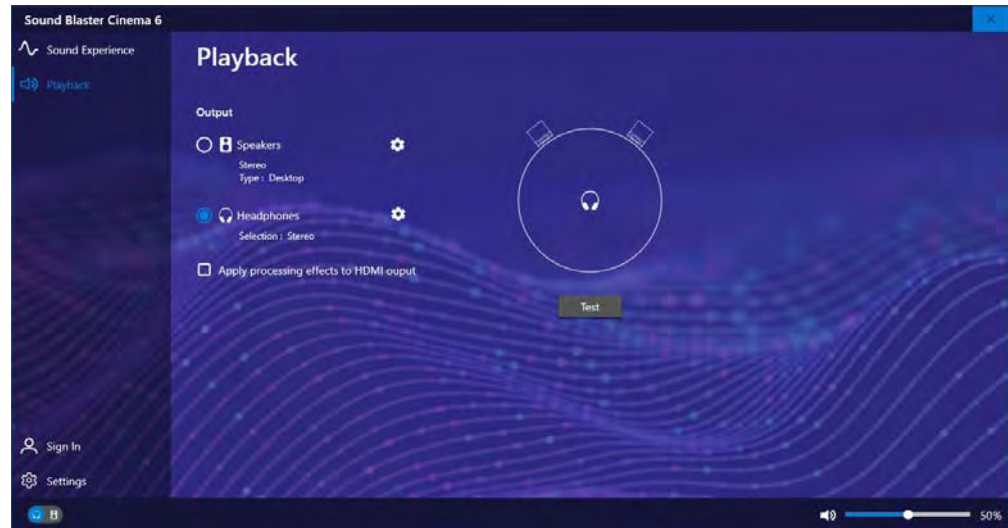 Sound Blaster Cinema 6
Sound Experience
Playback
Playback
Output
Speakers
Stereo
Type : Desktop
Headphones
Selection : Stereo
Apply processing effects to HDMI ouput
Test
Sign In
Settings
50%